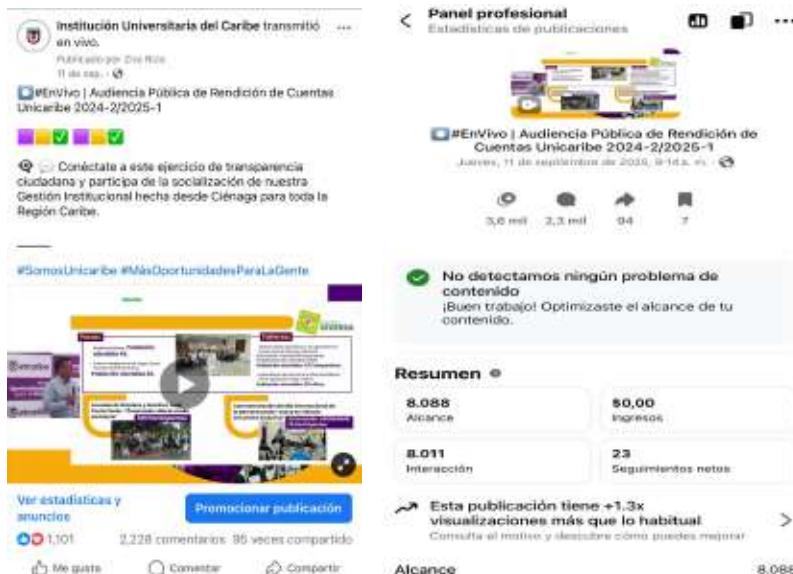 Institución Universitaria del Caribe transmitió
en vivo.
11 de sep.
#EnVivo | Audiencia Pública de Rendición de Cuentas
Unicaribe 2024-2/2025-1
Conéctate a este ejercicio de transparencia
ciudadana y participa de la socialización de nuestra
Gestión Institucional hecha desde Ciénaga para toda la
Región Caribe.
#SomosUnicaribe #MásOportunidadesParaLaGente
Ver estadísticas y
anuncios
Promocionar publicación
1,101
2,228 comentarios 95 veces compartido
Me gusta
Comentar
Compartir
Panel profesional
Estadísticas de publicaciones
#EnVivo | Audiencia Pública de Rendición de
Cuentas Unicaribe 2024-2/2025-1
Jueves, 11 de septiembre de 2025,
3,6 mil
2,3 mil
94
7
No detectamos ningún problema de
contenido
¡Buen trabajo! Optimizaste el alcance de tu
contenido.
Resumen
8.088
Alcance
$0,00
Ingresos
8.011
Interacción
23
Seguimientos netos
Esta publicación tiene +1.3x
visualizaciones más que lo habitual
Consulta el motivo y descubre cómo puedes mejorar
Alcance
8.088